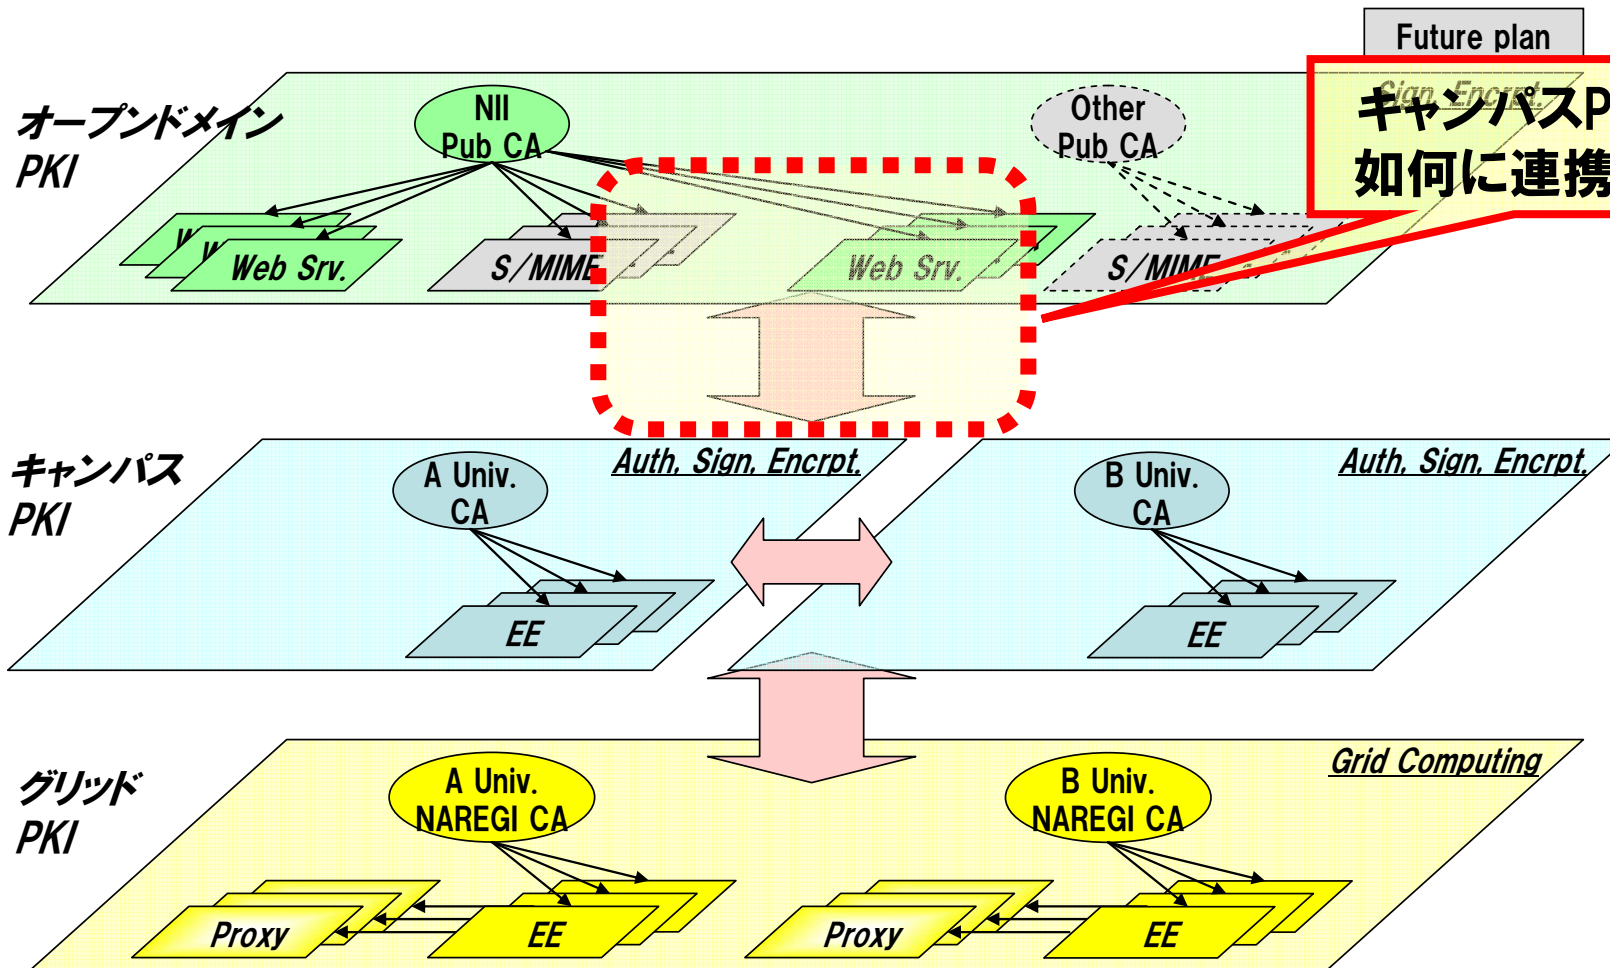 Future plan
Sign, Encrpt.
キャンパスP
如何に連携
オープンドメイン
PKI
NII
Pub CA
Other
Pub CA
Web Srv.
S/MIME
Web Srv.
S/MIME
キャンパス
PKI
Auth, Sign, Encrpt.
A Univ.
CA
EE
Auth, Sign, Encrpt.
B Univ.
CA
EE
グリッド
PKI
Grid Computing
A Univ.
NAREGI CA
Proxy
EE
B Univ.
NAREGI CA
Proxy
EE